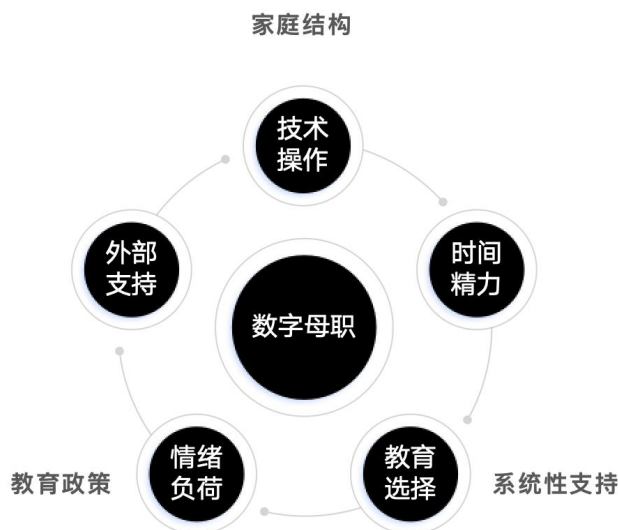 家庭结构
技术
操作
外部
支持
时间
精力
数字母职
情绪
负荷
教育
选择
教育政策
系统性支持